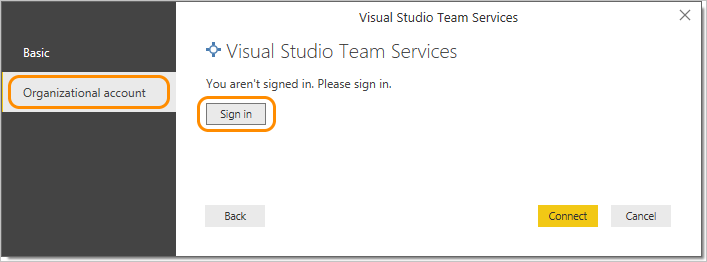 Visual Studio Team Services
Basic
Organizational account
Visual Studio Team Services
You aren't signed in. Please sign in.
Sign in
Back
Connect
Cancel